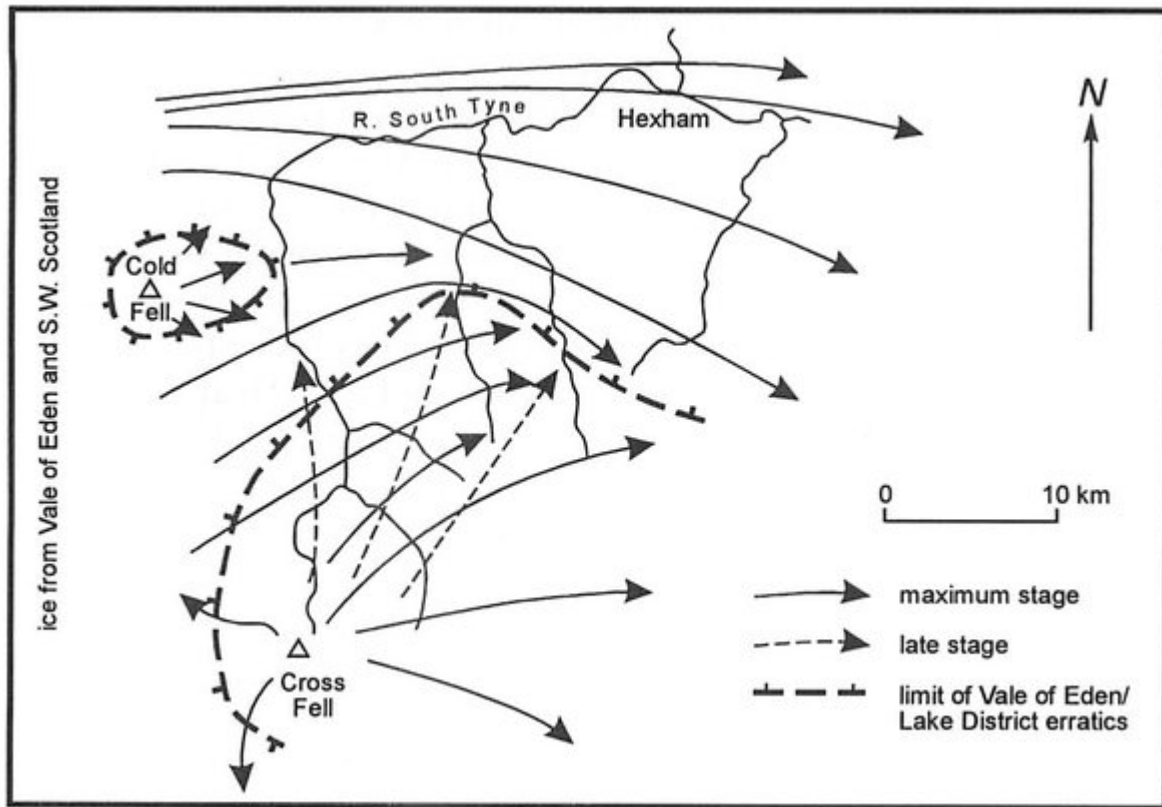 N
R. South Tyne
Hexham
ice from Vale of Eden and S.W. Scotland
Cold
Fell
0 10 km
maximum stage
late stage
limit of Vale of Eden/
Lake District erratics
Cross
Fell